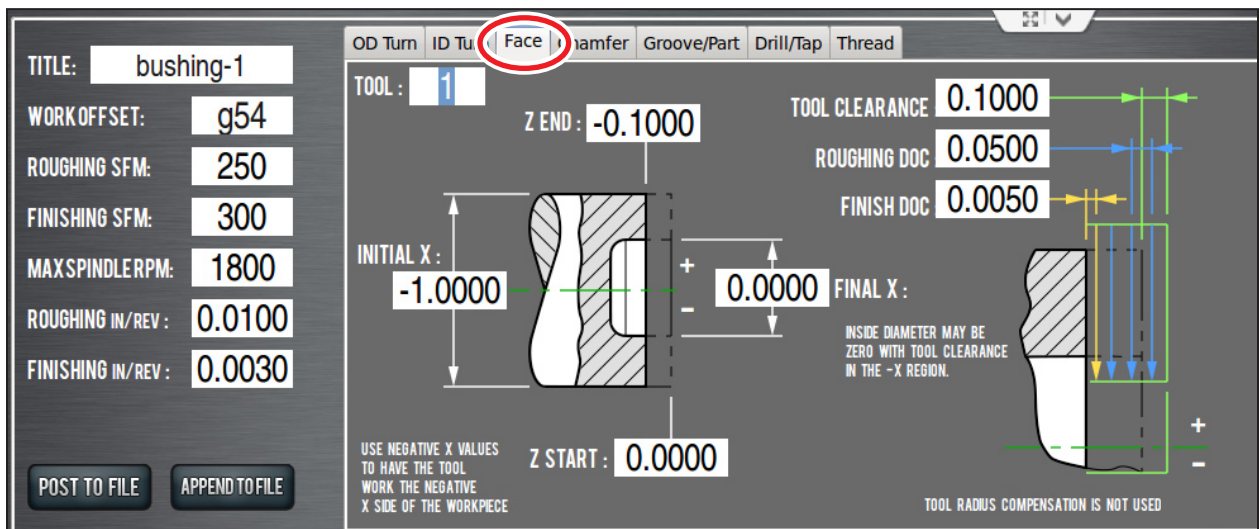 OD Turn ID Tu Face hamfer Groove/Part Drill/Tap Thread
TITLE: bushing-1
WORK OFFSET: g54
ROUGHING SFM: 250
FINISHING SFM: 300
MAX SPINDLE RPM: 1800
ROUGHING IN/REV : 0.0100
FINISHING IN/REV : 0.0030
POST TO FILE APPEND TO FILE
TOOL : 1
Z END : -0.1000
INITIAL X :
-1.0000
+
-
0.0000 FINAL X :
Z START : 0.0000
USE NEGATIVE X VALUES
TO HAVE THE TOOL
WORK THE NEGATIVE
X SIDE OF THE WORKPIECE
TOOL CLEARANCE 0.1000
ROUGHING DOC 0.0500
FINISH DOC 0.0050
INSIDE DIAMETER MAY BE
ZERO WITH TOOL CLEARANCE
IN THE -X REGION.
+
-
TOOL RADIUS COMPENSATION IS NOT USED